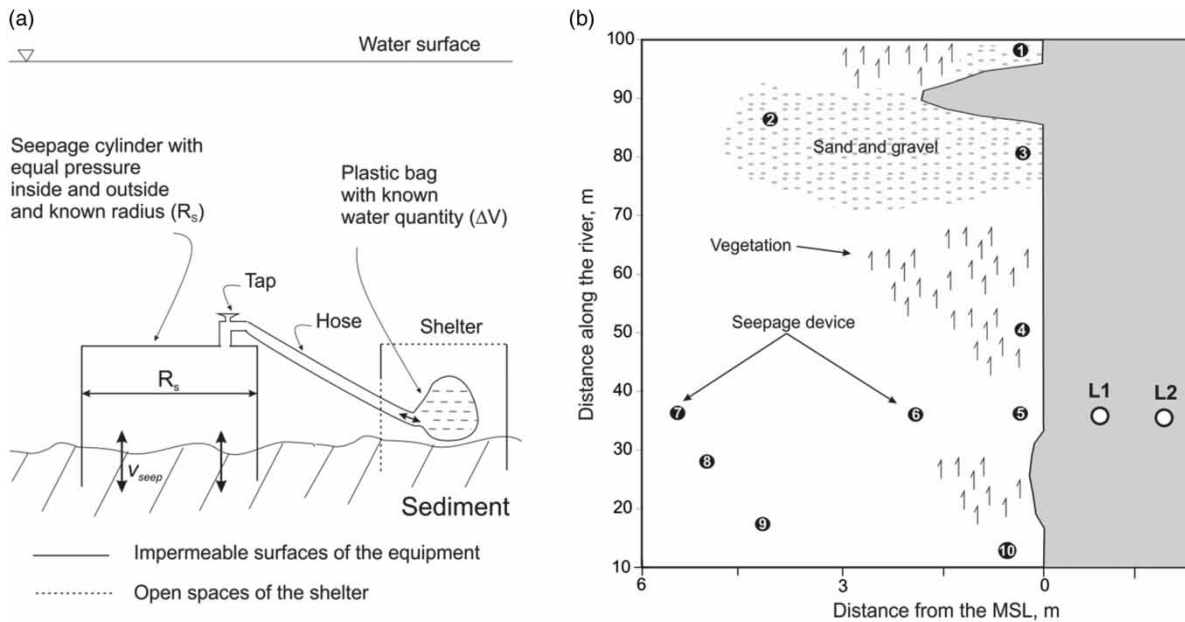 (a)
Water surface
Seepage cylinder with
equal pressure
inside and outside
and known radius (Rs)
Plastic bag
with known
water quantity (ΔV)
Tap
Hose
Shelter
Rs
vseep
Sediment
Impermeable surfaces of the equipment
Open spaces of the shelter
(b)
Distance along the river, m
100
90
80
70
60
50
40
30
20
10
1
2
Sand and gravel
3
Vegetation
Seepage device
4
7
6
5
L1
L2
8
9
10
6
3
0
Distance from the MSL, m